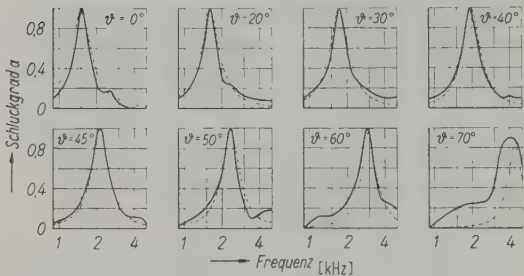 ϑ = 0°
ϑ=20°
ϑ=30°
ϑ=40°
0,8
0,4
0
Schluckgrad α
ϑ=45°
ϑ=50°
ϑ=60°
ϑ=70°
0,8
0,4
0
1 2 4
1 2 4
1 2 4
1 2 4
Frequenz [kHz]